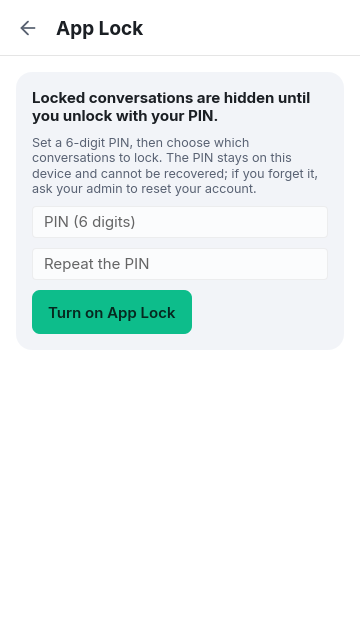 App Lock
Locked conversations are hidden until
you unlock with your PIN.
Set a 6-digit PIN, then choose which
conversations to lock. The PIN stays on this
device and cannot be recovered; if you forget it,
ask your admin to reset your account.
PIN (6 digits)
Repeat the PIN
Turn on App Lock